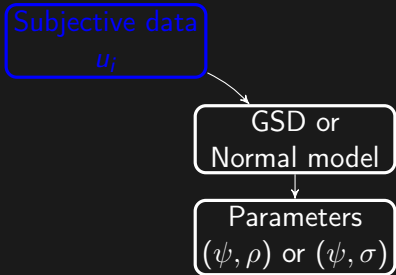 Subjective data
u_i
GSD or
Normal model
Parameters
(ψ, ρ) or (ψ, σ)